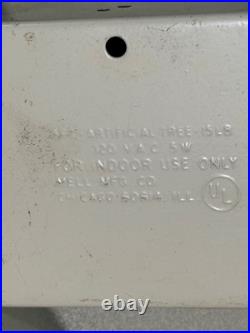 ARTIFICIAL TREE-15LB
120 V.A.C. 5W
FOR INDOOR USE ONLY
MELL MFG. CO.
CHICAGO 60614, ILL.
UL